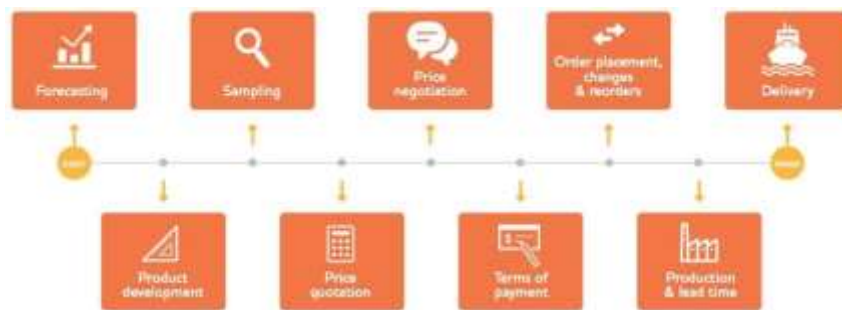 Forecasting
Sampling
Price
negotiation
Order placement,
changes
& reorders
Delivery
Product
development
Price
quotation
Terms of
payment
Production
& lead time